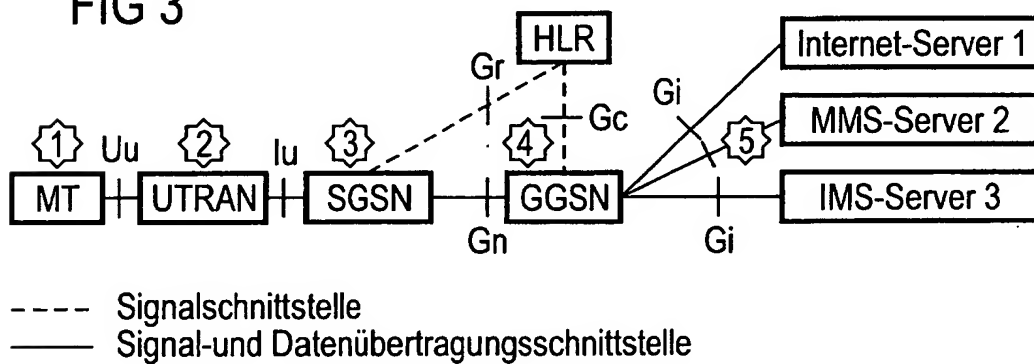 FIG 3
HLR
Internet-Server 1
Gr
Gi
Gc
MMS-Server 2
1
Uu
2
Iu
3
4
5
MT
UTRAN
SGSN
GGSN
IMS-Server 3
Gn
Gi
Signalschnittstelle
Signal-und Datenübertragungsschnittstelle